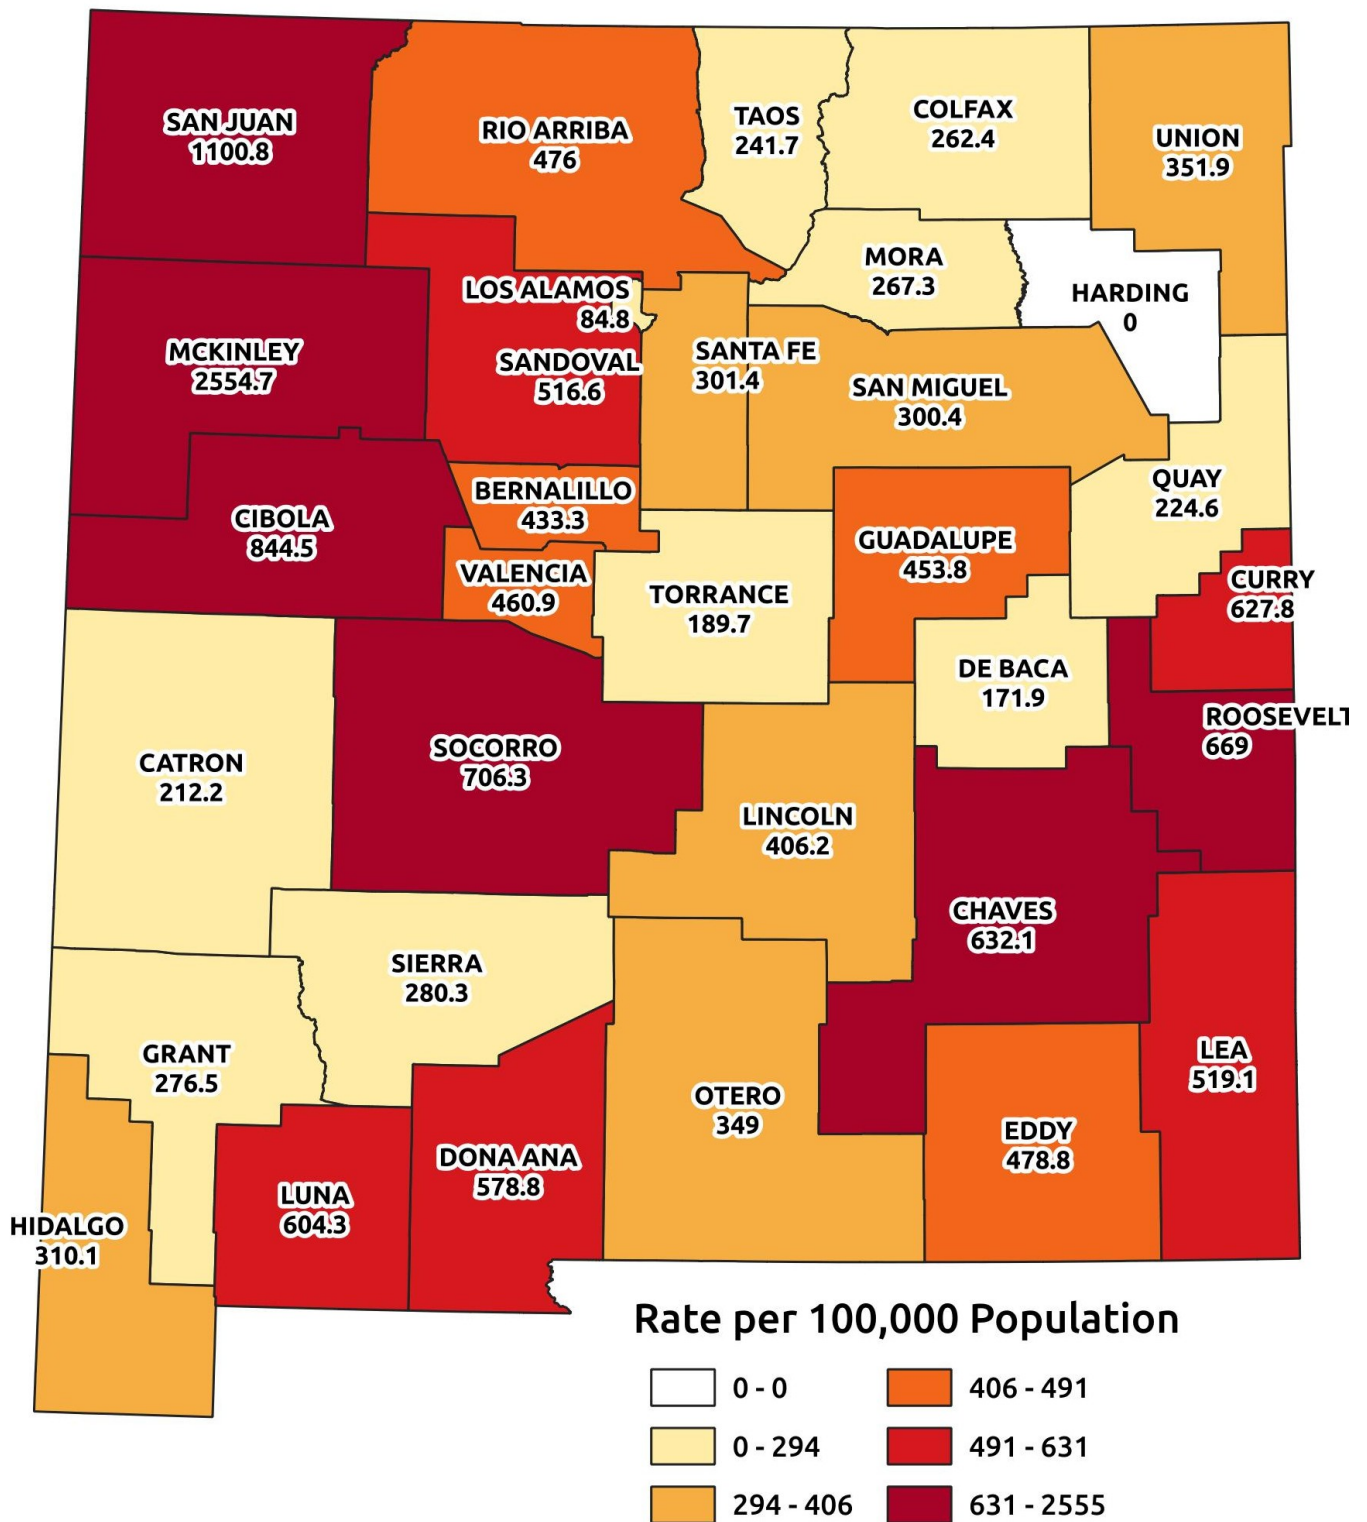 SAN JUAN
1100.8
RIO ARRIBA
476
TAOS
241.7
COLFAX
262.4
UNION
351.9
MORA
267.3
HARDING
0
LOS ALAMOS
84.8
MCKINLEY
2554.7
SANDOVAL
516.6
SANTA FE
301.4
SAN MIGUEL
300.4
QUAY
224.6
BERNALILLO
433.3
CIBOLA
844.5
GUADALUPE
453.8
VALENCIA
460.9
TORRANCE
189.7
CURRY
627.8
DE BACA
171.9
ROOSEVELT
669
SOCORRO
706.3
CATRON
212.2
LINCOLN
406.2
CHAVES
632.1
SIERRA
280.3
GRANT
276.5
LEA
519.1
OTERO
349
EDDY
478.8
DONA ANA
578.8
LUNA
604.3
HIDALGO
310.1
Rate per 100,000 Population
0 - 0
0 - 294
294 - 406
406 - 491
491 - 631
631 - 2555